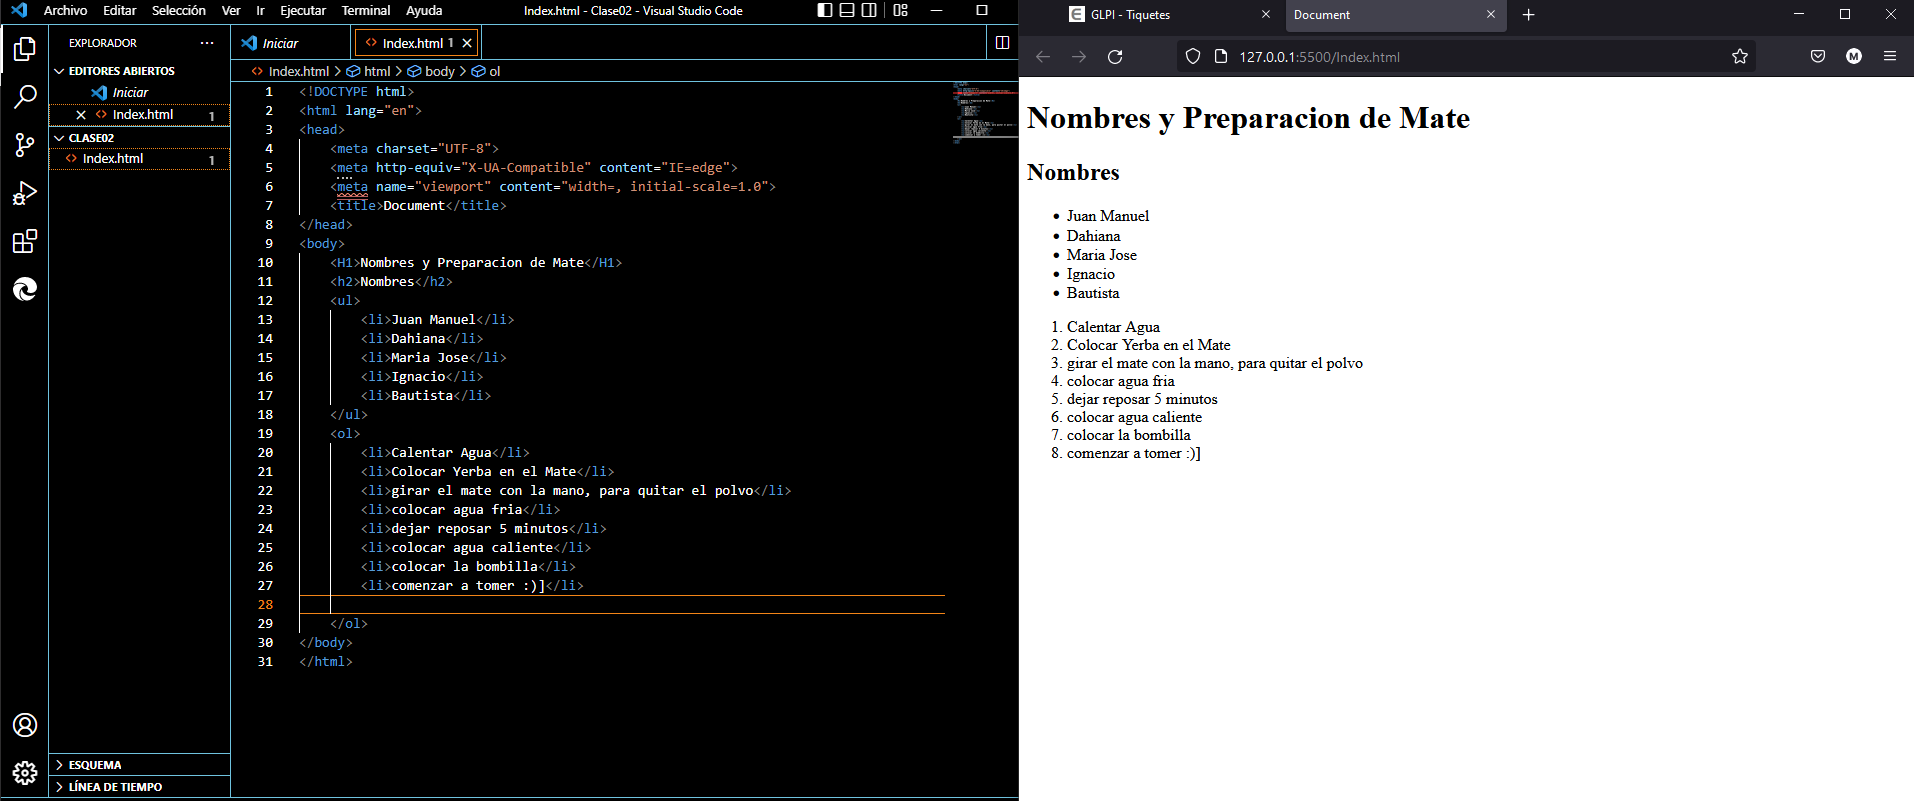 Archivo Editar Selección Ver Ir Ejecutar Terminal Ayuda Index.html - Clase02 - Visual Studio Code
EXPLORADOR ...
EDITORES ABIERTOS
Iniciar
Index.html 1
CLASE02
Index.html 1
ESQUEMA
LÍNEA DE TIEMPO
Iniciar Index.html 1
Index.html > html > body > ol
1 <!DOCTYPE html>
2 <html lang="en">
3 <head>
4 <meta charset="UTF-8">
5 <meta http-equiv="X-UA-Compatible" content="IE=edge">
6 <meta name="viewport" content="width=, initial-scale=1.0">
7 <title>Document</title>
8 </head>
9 <body>
10 <H1>Nombres y Preparacion de Mate</H1>
11 <h2>Nombres</h2>
12 <ul>
13 <li>Juan Manuel</li>
14 <li>Dahiana</li>
15 <li>Maria Jose</li>
16 <li>Ignacio</li>
17 <li>Bautista</li>
18 </ul>
19 <ol>
20 <li>Calentar Agua</li>
21 <li>Colocar Yerba en el Mate</li>
22 <li>girar el mate con la mano, para quitar el polvo</li>
23 <li>colocar agua fria</li>
24 <li>dejar reposar 5 minutos</li>
25 <li>colocar agua caliente</li>
26 <li>colocar la bombilla</li>
27 <li>comenzar a tomer :)]</li>
28
29 </ol>
30 </body>
31 </html>
GLPI - Tiquetes Document
127.0.0.1:5500/Index.html M
Nombres y Preparacion de Mate
Nombres
• Juan Manuel
• Dahiana
• Maria Jose
• Ignacio
• Bautista
1. Calentar Agua
2. Colocar Yerba en el Mate
3. girar el mate con la mano, para quitar el polvo
4. colocar agua fria
5. dejar reposar 5 minutos
6. colocar agua caliente
7. colocar la bombilla
8. comenzar a tomer :)]